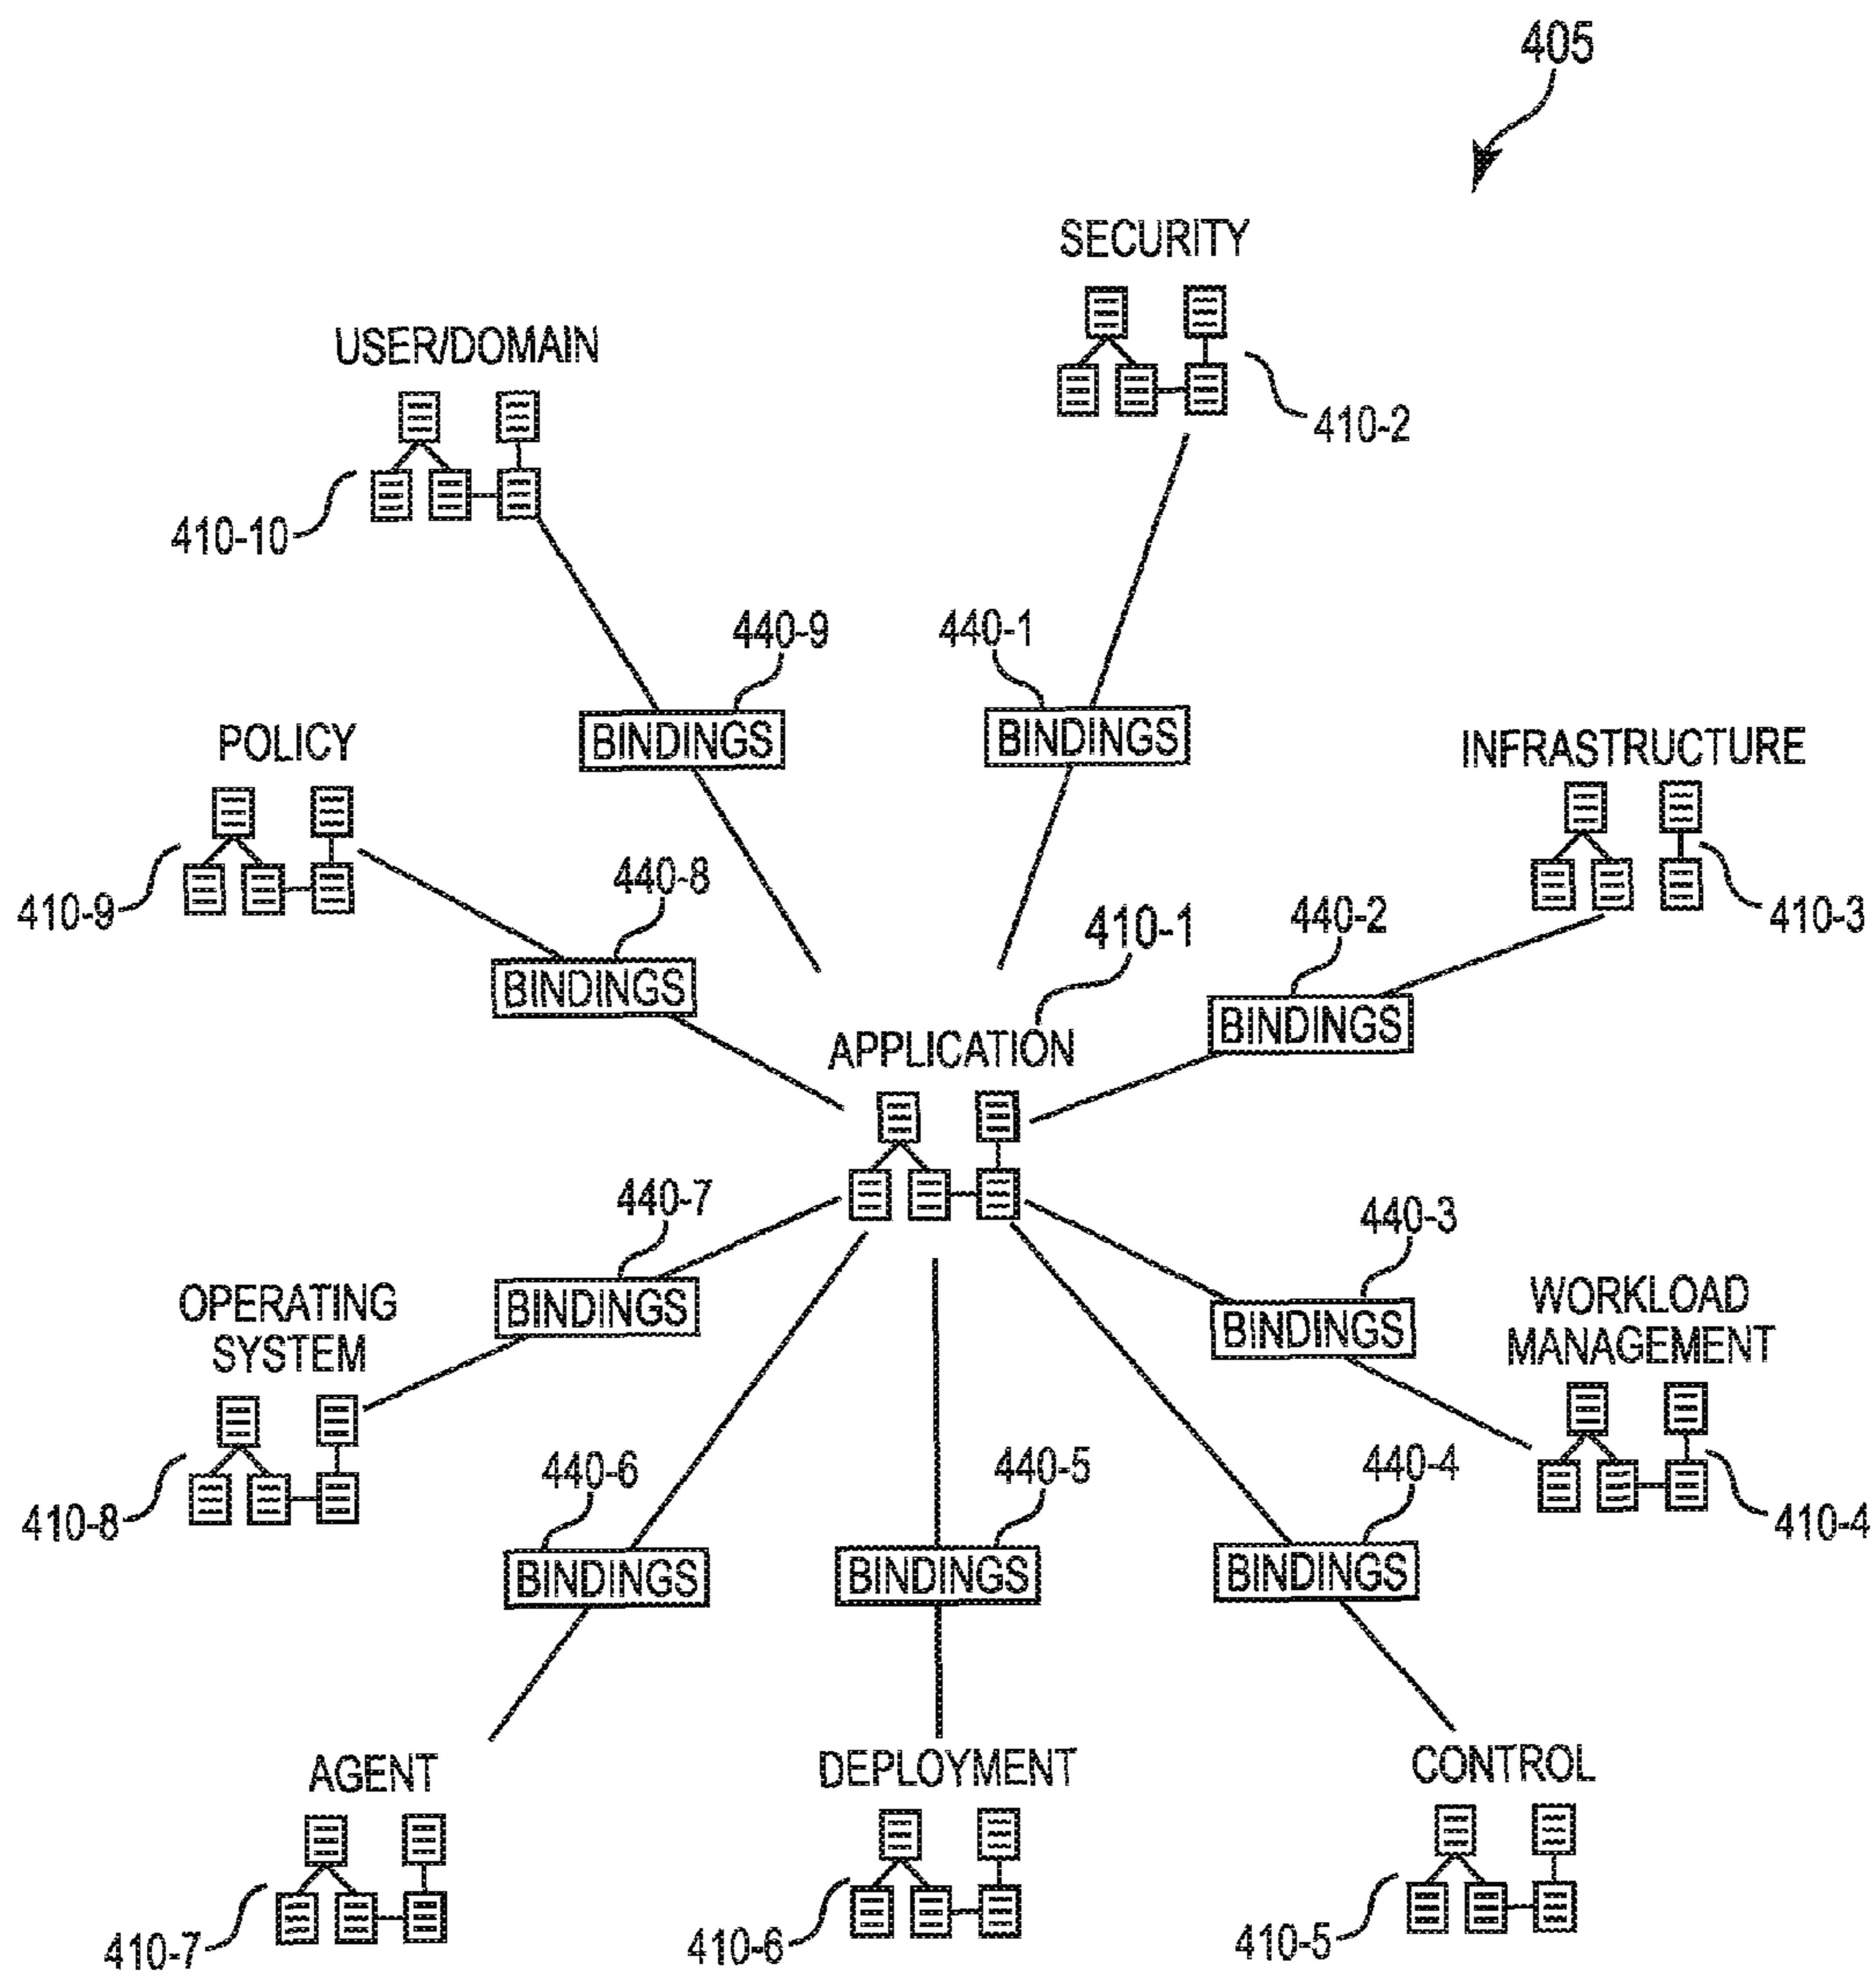 405
SECURITY
410-2
USER/DOMAIN
410-10
440-9
440-1
BINDINGS
BINDINGS
POLICY
410-9
INFRASTRUCTURE
410-3
440-8
BINDINGS
440-2
BINDINGS
410-1
APPLICATION
440-7
BINDINGS
440-3
BINDINGS
OPERATING
SYSTEM
410-8
WORKLOAD
MANAGEMENT
410-4
440-6
BINDINGS
440-5
BINDINGS
440-4
BINDINGS
AGENT
410-7
DEPLOYMENT
410-6
CONTROL
410-5